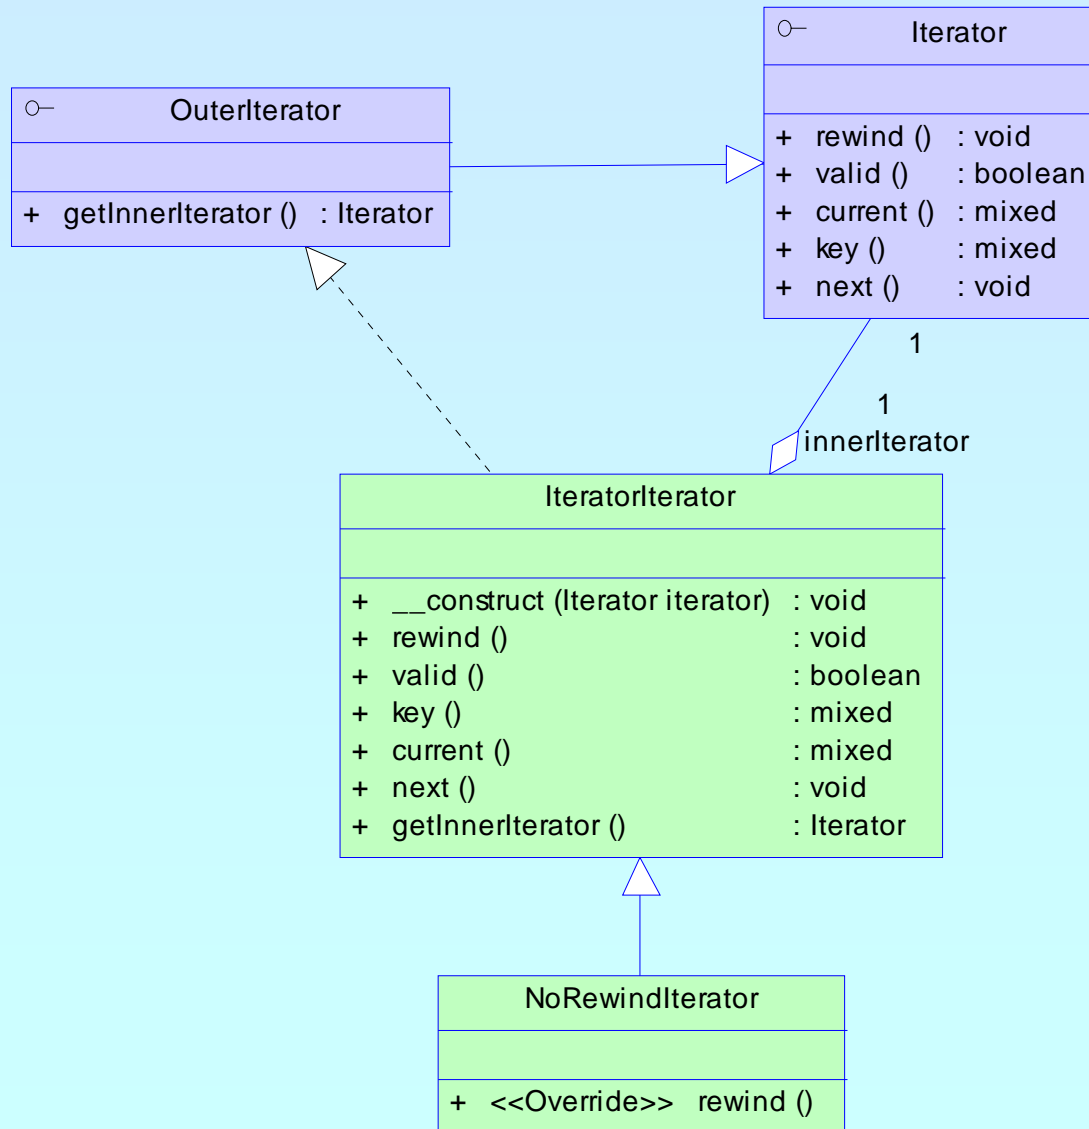 Iterator
+ rewind () : void
+ valid () : boolean
+ current () : mixed
+ key () : mixed
+ next () : void
OuterIterator
+ getInnerIterator () : Iterator
1
1
innerIterator
IteratorIterator
+ __construct (Iterator iterator) : void
+ rewind () : void
+ valid () : boolean
+ key () : mixed
+ current () : mixed
+ next () : void
+ getInnerIterator () : Iterator
NoRewindIterator
+ <<Override>> rewind ()